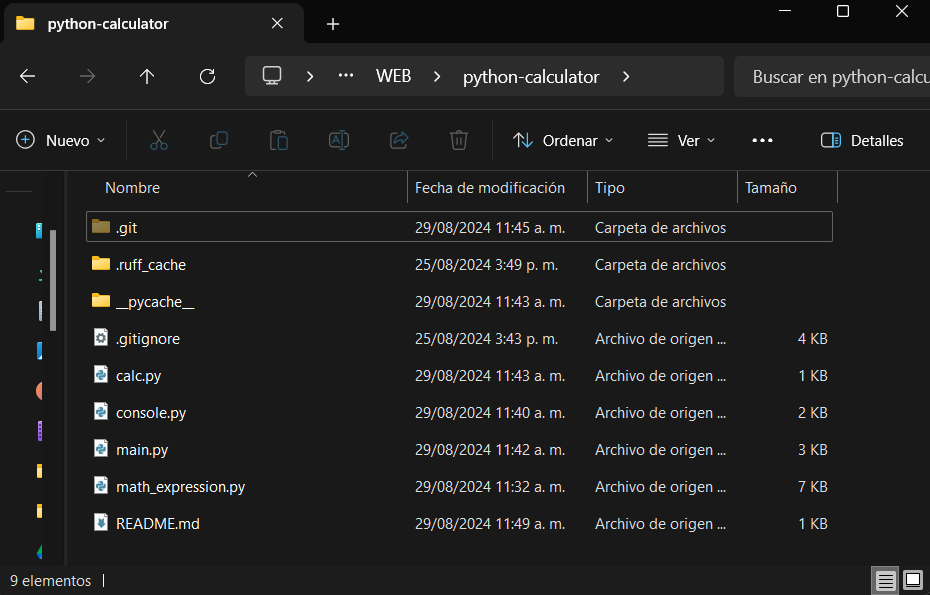 python-calculator
WEB python-calculator Buscar en python-calcu
Nuevo Ordenar Ver Detalles
Nombre Fecha de modificación Tipo Tamaño
.git 29/08/2024 11:45 a. m. Carpeta de archivos
.ruff_cache 25/08/2024 3:49 p. m. Carpeta de archivos
__pycache__ 29/08/2024 11:43 a. m. Carpeta de archivos
.gitignore 25/08/2024 3:43 p. m. Archivo de origen ... 4 KB
calc.py 29/08/2024 11:43 a. m. Archivo de origen ... 1 KB
console.py 29/08/2024 11:40 a. m. Archivo de origen ... 2 KB
main.py 29/08/2024 11:42 a. m. Archivo de origen ... 3 KB
math_expression.py 29/08/2024 11:32 a. m. Archivo de origen ... 7 KB
README.md 29/08/2024 11:49 a. m. Archivo de origen ... 1 KB
9 elementos